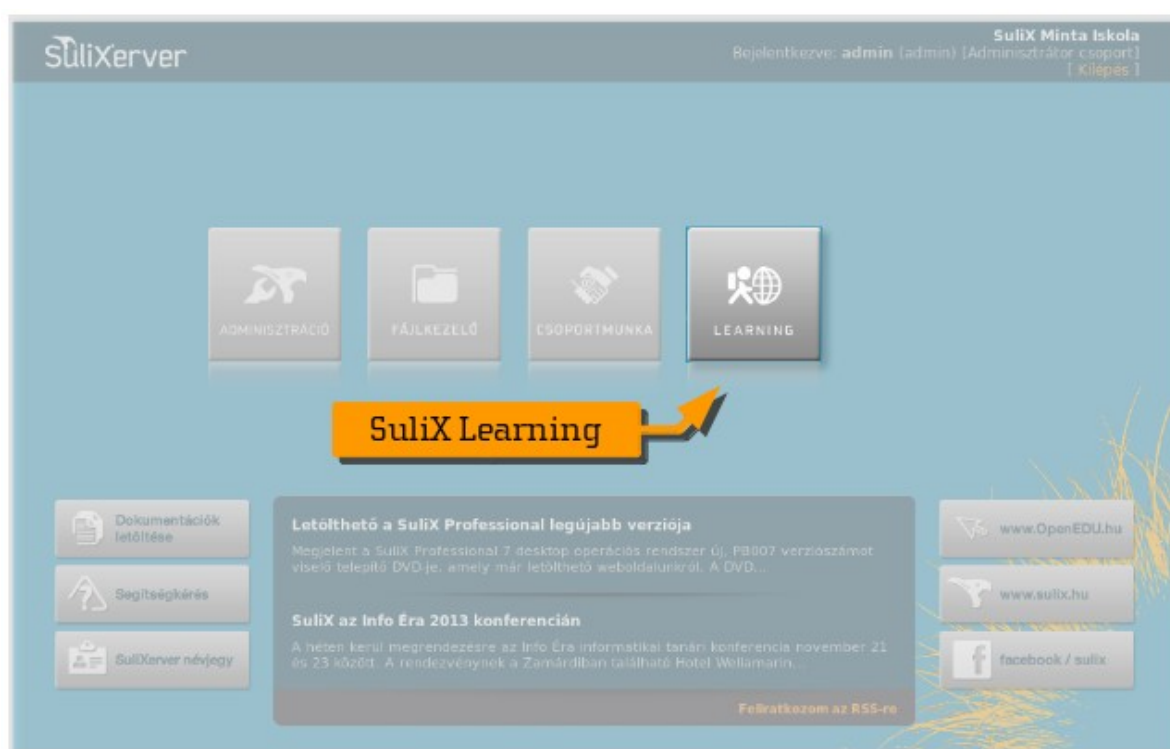 SuliXerver
SuliX Minta Iskola
Bejelentkezve: admin (admin) [Adminisztrátor csoport]
[ Kilépés ]
ADMINISZTRÁCIÓ
FÁJLKEZELŐ
CSOPORTMUNKA
LEARNING
SuliX Learning
Dokumentációk
letöltése
Segítségkérés
SuliXerver névjegy
Letölthető a SuliX Professional legújabb verziója
Megjelent a SuliX Professional 7 desktop operációs rendszer új, PB007 verziószámot
viselő telepítő DVD-je, amely már letölthető weboldalunkról. A DVD...
SuliX az Info Éra 2013 konferencián
A héten kerül megrendezésre az Info Éra informatikai tanári konferencia november 21
és 23 között. A rendezvénynek a Zamárdiban található Hotel Wellamarin...
Feliratkozom az RSS-re
www.OpenEDU.hu
www.sulix.hu
facebook / sulix